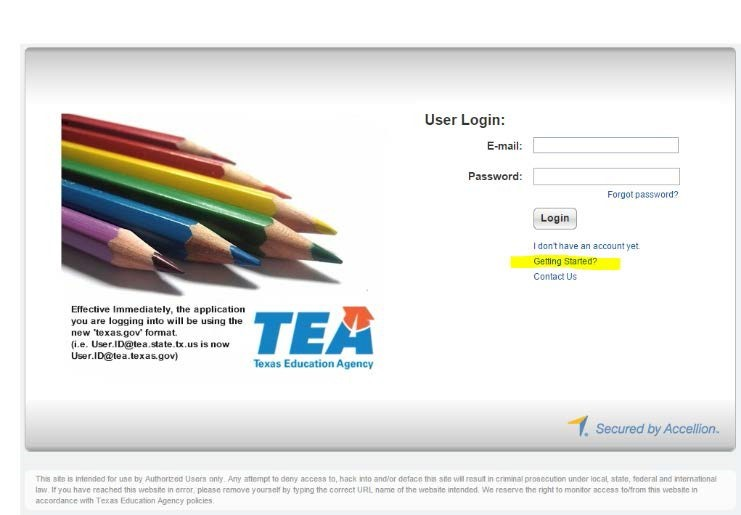 User Login:
E-mail:
Password:
Forgot password?
Login
I don't have an account yet
Getting Started?
Contact Us
Effective Immediately, the application
you are logging into will be using the
new 'texas.gov' format.
(i.e. User.ID@tea.state.tx.us is now
User.ID@tea.texas.gov)
TEA
Texas Education Agency
Secured by Accellion™
This site is intended for use by Authorized Users only. Any attempt to deny access to, hack into and/or deface this site will result in criminal prosecution under local, state, federal and international
law. If you have reached this website in error, please remove yourself by typing the correct URL name of the website intended. We reserve the right to monitor access to/from this website in
accordance with Texas Education Agency policies.